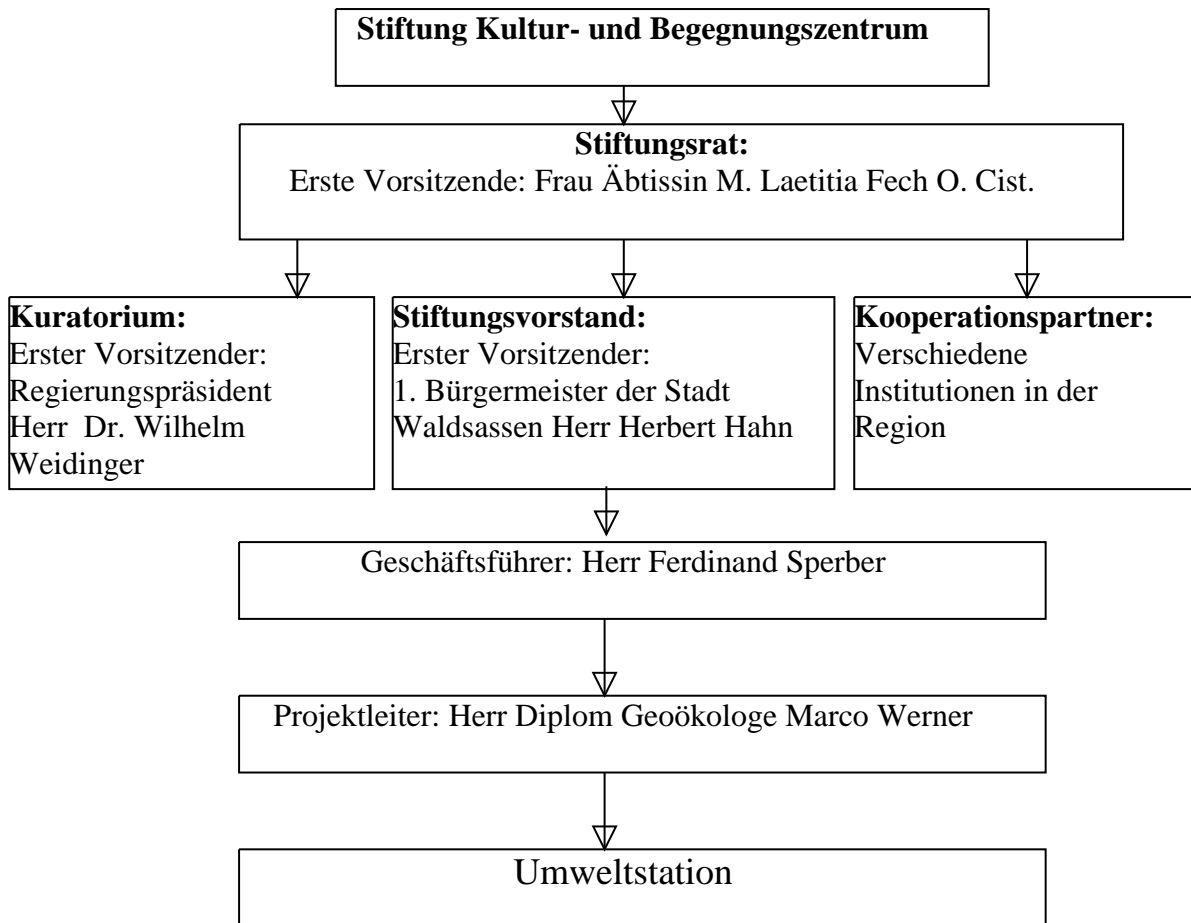 Stiftung Kultur- und Begegnungszentrum
Stiftungsrat:
Erste Vorsitzende: Frau Äbtissin M. Laetitia Fech O. Cist.
Kuratorium:
Erster Vorsitzender:
Regierungspräsident
Herr Dr. Wilhelm
Weidinger
Stiftungsvorstand:
Erster Vorsitzender:
1. Bürgermeister der Stadt
Waldsassen Herr Herbert Hahn
Kooperationspartner:
Verschiedene
Institutionen in der
Region
Geschäftsführer: Herr Ferdinand Sperber
Projektleiter: Herr Diplom Geoökologe Marco Werner
Umweltstation